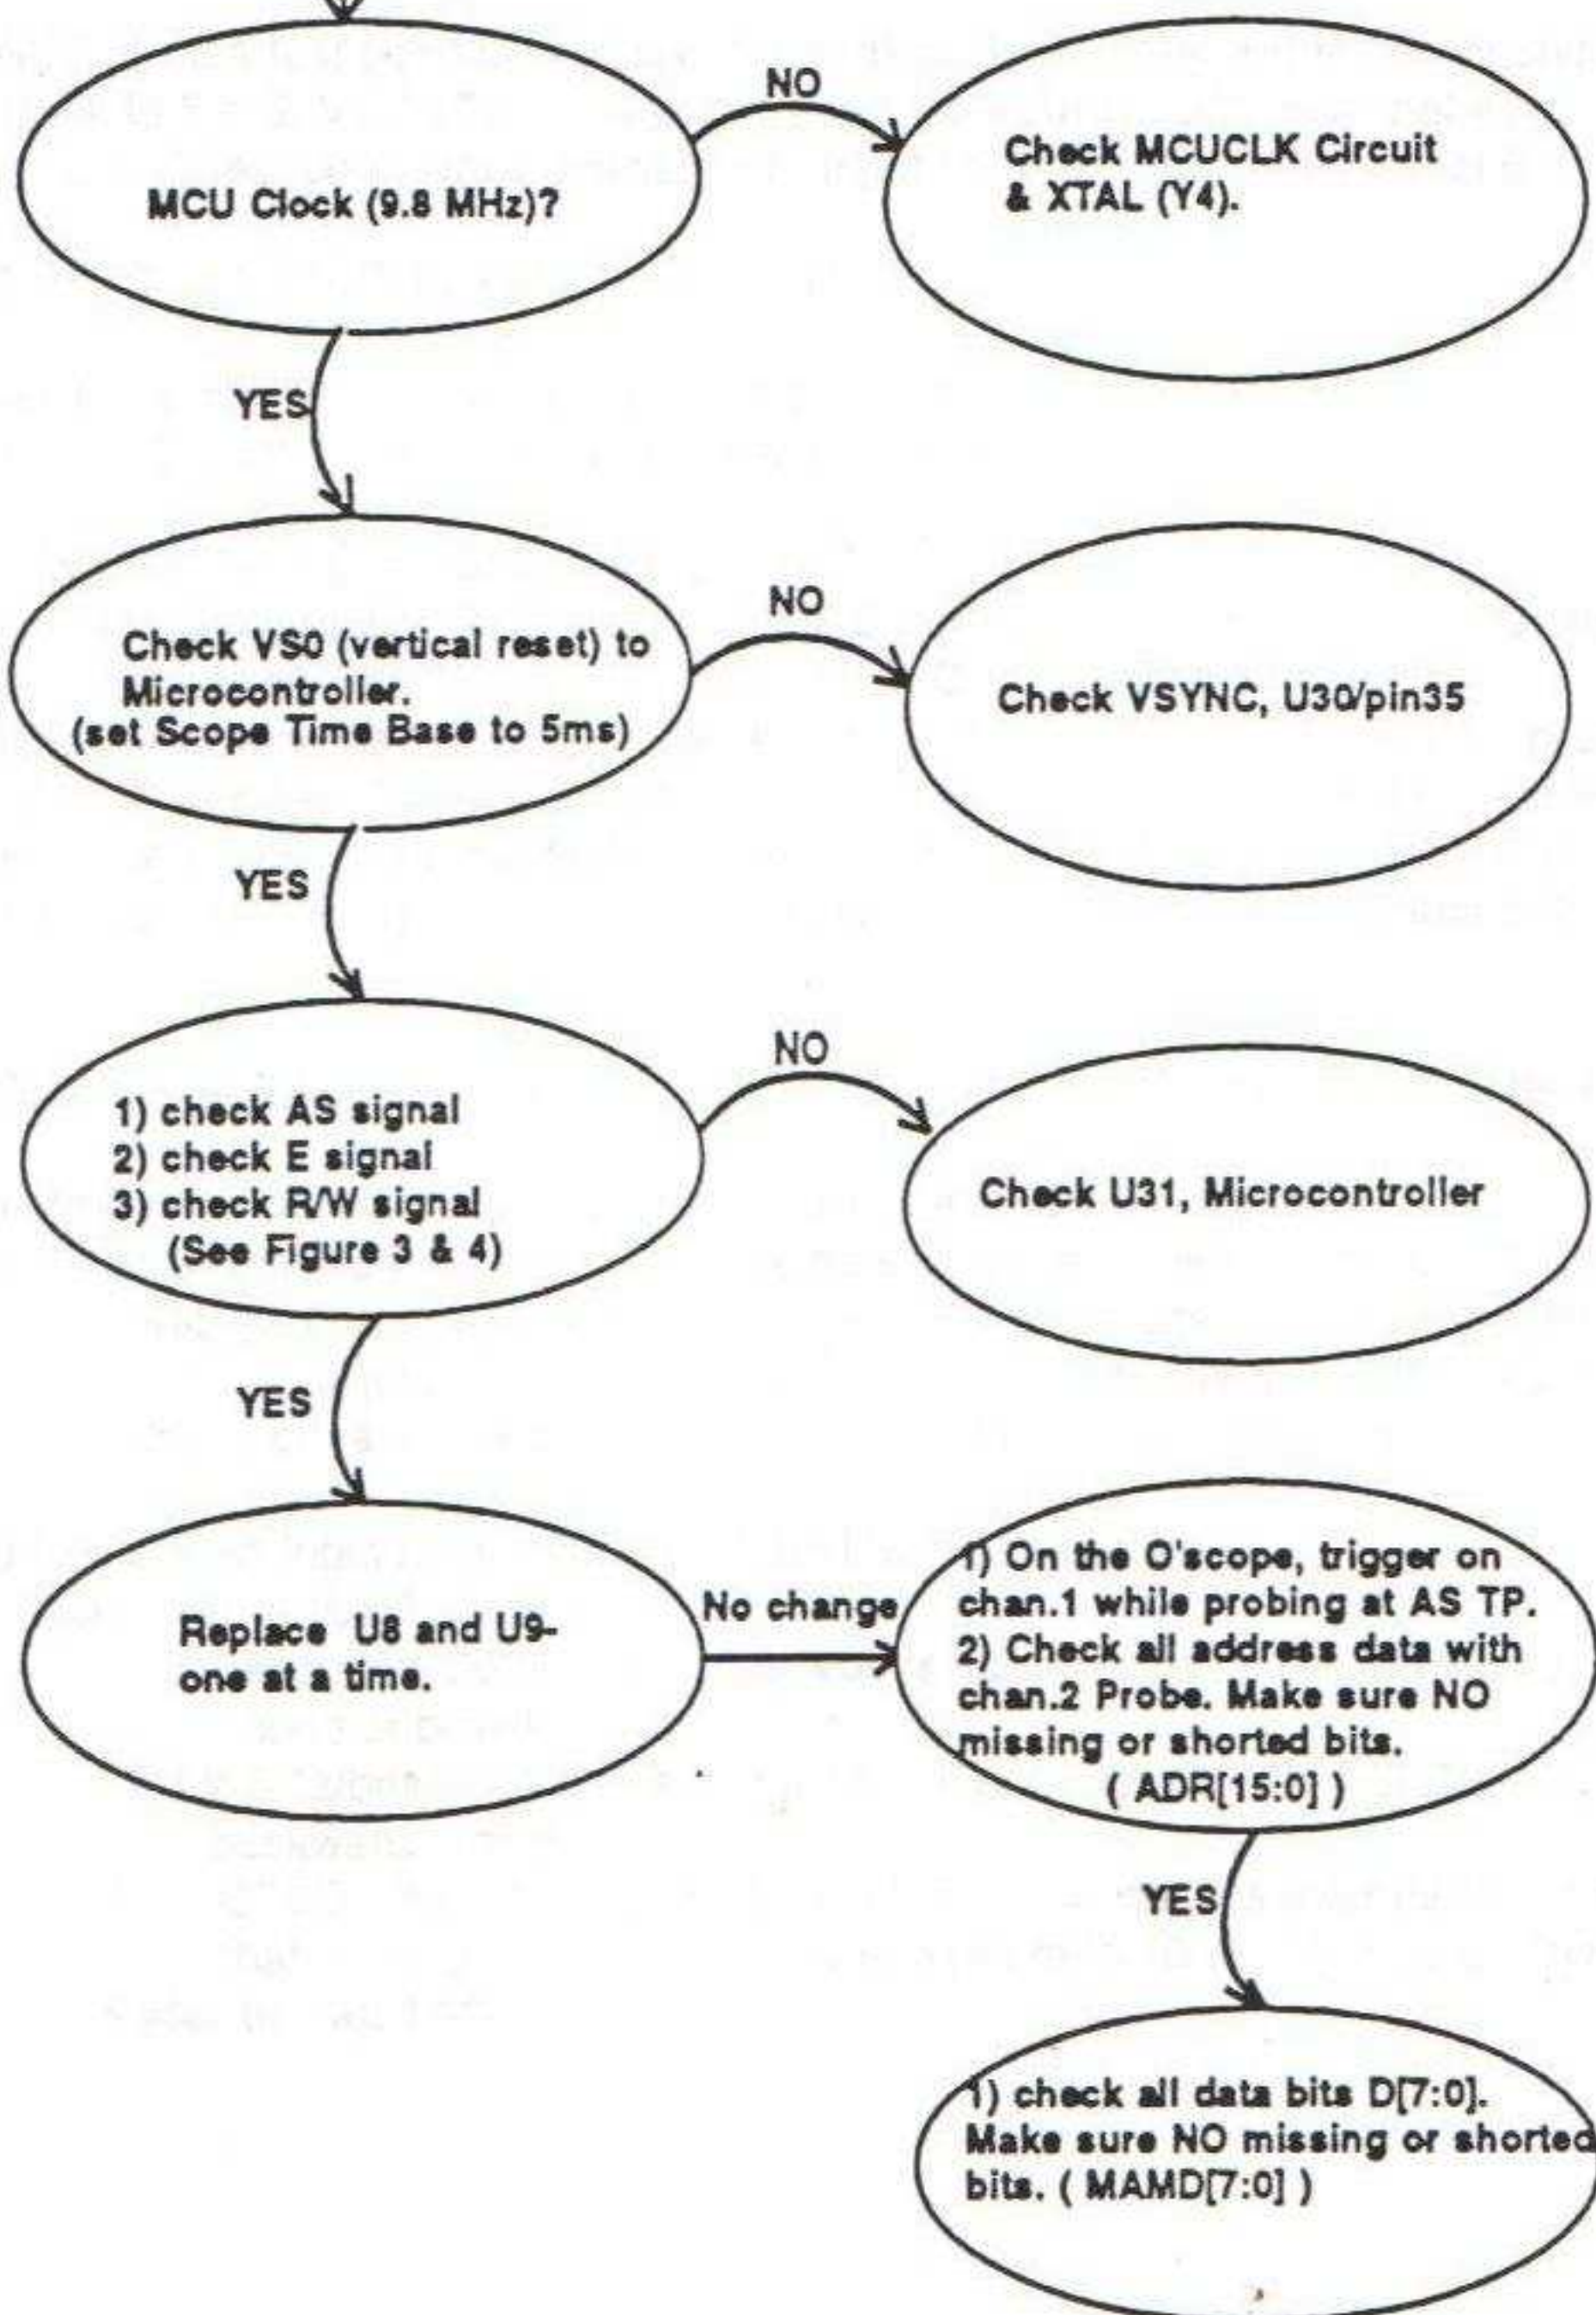 NO
MCU Clock (9.8 MHz)?
Check MCUCLK Circuit
& XTAL (Y4).
YES
Check VS0 (vertical reset) to
Microcontroller.
(set Scope Time Base to 5ms)
NO
Check VSYNC, U30/pin35
YES
1) check AS signal
2) check E signal
3) check R/W signal
(See Figure 3 & 4)
NO
Check U31, Microcontroller
YES
Replace U8 and U9-
one at a time.
No change
1) On the O'scope, trigger on
chan.1 while probing at AS TP.
2) Check all address data with
chan.2 Probe. Make sure NO
missing or shorted bits.
( ADR[15:0] )
YES
1) check all data bits D[7:0].
Make sure NO missing or shorted
bits. ( MAMD[7:0] )